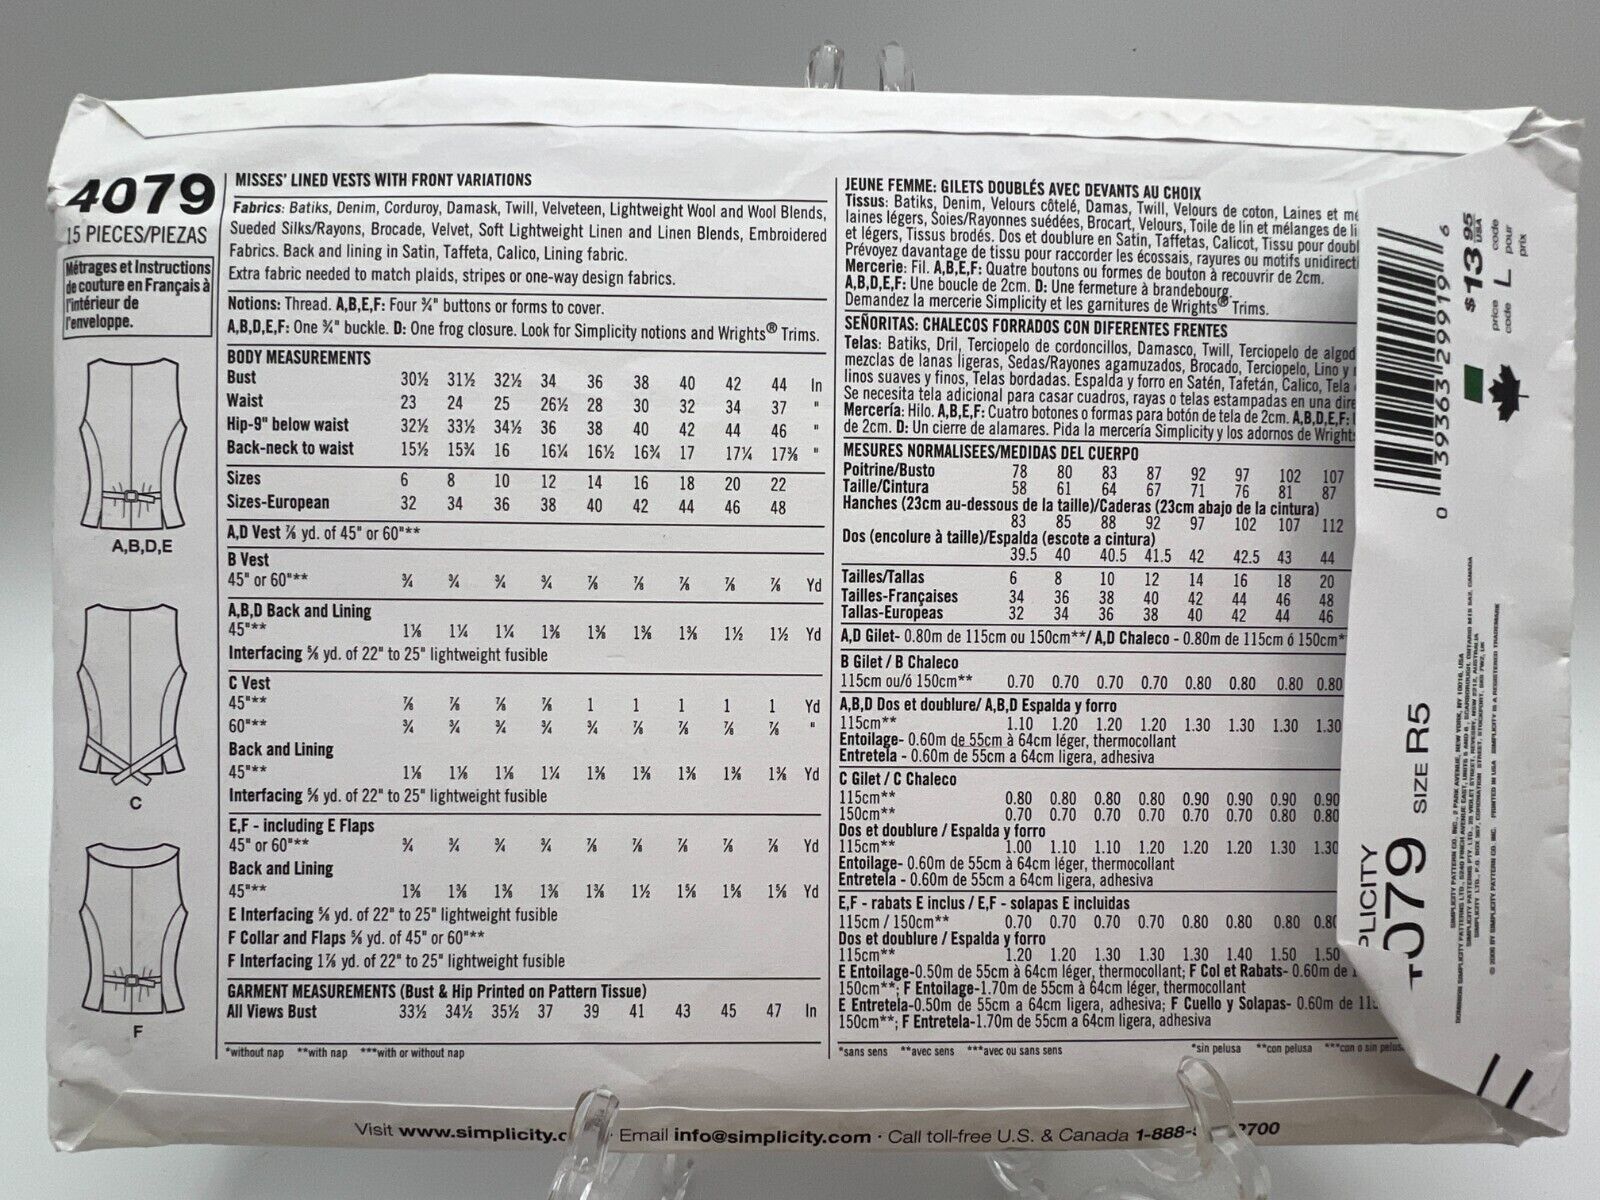 4079
15 PIECES/PIEZAS
Métrages et Instructions
de couture en Français à
l'intérieur de
l'enveloppe.
A,B,D,E
C
F
MISSES' LINED VESTS WITH FRONT VARIATIONS
Fabrics: Batiks, Denim, Corduroy, Damask, Twill, Velveteen, Lightweight Wool and Wool Blends,
Sueded Silks/Rayons, Brocade, Velvet, Soft Lightweight Linen and Linen Blends, Embroidered
Fabrics. Back and lining in Satin, Taffeta, Calico, Lining fabric.
Extra fabric needed to match plaids, stripes or one-way design fabrics.
Notions: Thread. A,B,E,F: Four ¾" buttons or forms to cover.
A,B,D,E,F: One ¾" buckle. D: One frog closure. Look for Simplicity notions and Wrights® Trims.
BODY MEASUREMENTS
Bust 30½ 31½ 32½ 34 36 38 40 42 44 In
Waist 23 24 25 26½ 28 30 32 34 37 "
Hip-9" below waist 32½ 33½ 34½ 36 38 40 42 44 46 "
Back-neck to waist 15½ 15¾ 16 16¼ 16½ 16¾ 17 17¼ 17⅜ "
Sizes 6 8 10 12 14 16 18 20 22
Sizes-European 32 34 36 38 40 42 44 46 48
A,D Vest ⅞ yd. of 45" or 60"**
B Vest
45" or 60"** ¾ ¾ ¾ ¾ ⅞ ⅞ ⅞ ⅞ ⅞ Yd
A,B,D Back and Lining
45"** 1⅛ 1¼ 1¼ 1⅜ 1⅜ 1⅜ 1⅜ 1½ 1½ Yd
Interfacing ⅝ yd. of 22" to 25" lightweight fusible
C Vest
45"** ⅞ ⅞ ⅞ ⅞ 1 1 1 1 1 Yd
60"** ¾ ¾ ¾ ¾ ¾ ⅞ ⅞ ⅞ ⅞ "
Back and Lining
45"** 1⅛ 1⅛ 1⅛ 1¼ 1⅜ 1⅜ 1⅜ 1⅜ 1⅜ Yd
Interfacing ⅝ yd. of 22" to 25" lightweight fusible
E,F - including E Flaps
45" or 60"** ¾ ¾ ¾ ¾ ⅞ ⅞ ⅞ ⅞ ⅞ Yd
Back and Lining
45"** 1⅜ 1⅜ 1⅜ 1⅜ 1⅜ 1½ 1⅝ 1⅝ 1⅝ Yd
E Interfacing ⅝ yd. of 22" to 25" lightweight fusible
F Collar and Flaps ⅝ yd. of 45" or 60"**
F Interfacing 1⅞ yd. of 22" to 25" lightweight fusible
GARMENT MEASUREMENTS (Bust & Hip Printed on Pattern Tissue)
All Views Bust 33½ 34½ 35½ 37 39 41 43 45 47 In
*without nap **with nap ***with or without nap
JEUNE FEMME: GILETS DOUBLÉS AVEC DEVANTS AU CHOIX
Tissus: Batiks, Denim, Velours côtelé, Damas, Twill, Velours de coton, Laines et mé
laines légers, Soies/Rayonnes suédées, Brocart, Velours, Toile de lin et mélanges de li
et légers, Tissus brodés. Dos et doublure en Satin, Taffetas, Calicot, Tissu pour doubl
Prévoyez davantage de tissu pour raccorder les écossais, rayures ou motifs unidirecti
Mercerie: Fil. A,B,E,F: Quatre boutons ou formes de bouton à recouvrir de 2cm.
A,B,D,E,F: Une boucle de 2cm. D: Une fermeture à brandebourg.
Demandez la mercerie Simplicity et les garnitures de Wrights® Trims.
SEÑORITAS: CHALECOS FORRADOS CON DIFERENTES FRENTES
Telas: Batiks, Dril, Terciopelo de cordoncillos, Damasco, Twill, Terciopelo de algod
mezclas de lanas ligeras, Sedas/Rayones agamuzados, Brocado, Terciopelo, Lino y
linos suaves y finos, Telas bordadas. Espalda y forro en Satén, Tafetán, Calico, Tela
Se necesita tela adicional para casar cuadros, rayas o telas estampadas en una dire
Mercería: Hilo. A,B,E,F: Cuatro botones o formas para botón de tela de 2cm. A,B,D,E,F:
de 2cm. D: Un cierre de alamares. Pida la mercería Simplicity y los adornos de Wright
MESURES NORMALISEES/MEDIDAS DEL CUERPO
Poitrine/Busto 78 80 83 87 92 97 102 107
Taille/Cintura 58 61 64 67 71 76 81 87
Hanches (23cm au-dessous de la taille)/Caderas (23cm abajo de la cintura)
83 85 88 92 97 102 107 112
Dos (encolure à taille)/Espalda (escote a cintura)
39.5 40 40.5 41.5 42 42.5 43 44
Tailles/Tallas 6 8 10 12 14 16 18 20
Tailles-Françaises 34 36 38 40 42 44 46 48
Tallas-Europeas 32 34 36 38 40 42 44 46
A,D Gilet- 0.80m de 115cm ou 150cm**/ A,D Chaleco - 0.80m de 115cm ó 150cm*
B Gilet / B Chaleco
115cm ou/ó 150cm** 0.70 0.70 0.70 0.70 0.80 0.80 0.80 0.80
A,B,D Dos et doublure/ A,B,D Espalda y forro
115cm** 1.10 1.20 1.20 1.20 1.30 1.30 1.30 1.30
Entoilage- 0.60m de 55cm à 64cm léger, thermocollant
Entretela - 0.60m de 55cm a 64cm ligera, adhesiva
C Gilet / C Chaleco
115cm** 0.80 0.80 0.80 0.80 0.90 0.90 0.90 0.90
150cm** 0.70 0.70 0.70 0.70 0.70 0.70 0.80 0.80
Dos et doublure / Espalda y forro
115cm** 1.00 1.10 1.10 1.20 1.20 1.20 1.30 1.30
Entoilage- 0.60m de 55cm à 64cm léger, thermocollant
Entretela - 0.60m de 55cm a 64cm ligera, adhesiva
E,F - rabats E inclus / E,F - solapas E incluidas
115cm / 150cm** 0.70 0.70 0.70 0.70 0.80 0.80 0.80 0.80
Dos et doublure / Espalda y forro
115cm** 1.20 1.20 1.30 1.30 1.30 1.40 1.50 1.50
E Entoilage-0.50m de 55cm à 64cm léger, thermocollant; F Col et Rabats- 0.60m de 1
150cm**; F Entoilage-1.70m de 55cm à 64cm léger, thermocollant
E Entretela-0.50m de 55cm a 64cm ligera, adhesiva; F Cuello y Solapas- 0.60m de 11
150cm**; F Entretela-1.70m de 55cm a 64cm ligera, adhesiva
*sans sens **avec sens ***avec ou sans sens
*sin pelusa **con pelusa ***con o sin pelus
0 39363 29919 6
$13.95
USA
price code
L
code pour prix
PLICITY
4079 SIZE R5
© 2006 BY SIMPLICITY PATTERN CO. INC. PRINTED IN USA SIMPLICITY IS A REGISTERED TRADEMARK
Visit www.simplicity.c · Email info@simplicity.com · Call toll-free U.S. & Canada 1-888- 2700